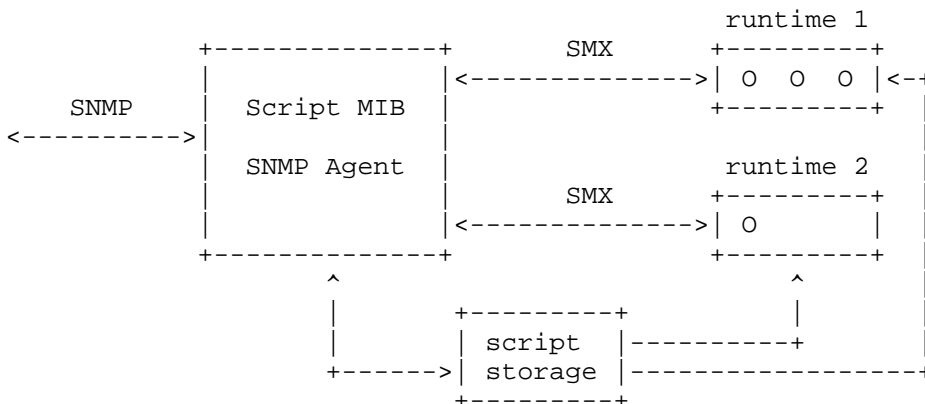 runtime 1
SMX
O O O
SNMP Script MIB
SNMP Agent runtime 2
SMX
O
script
storage